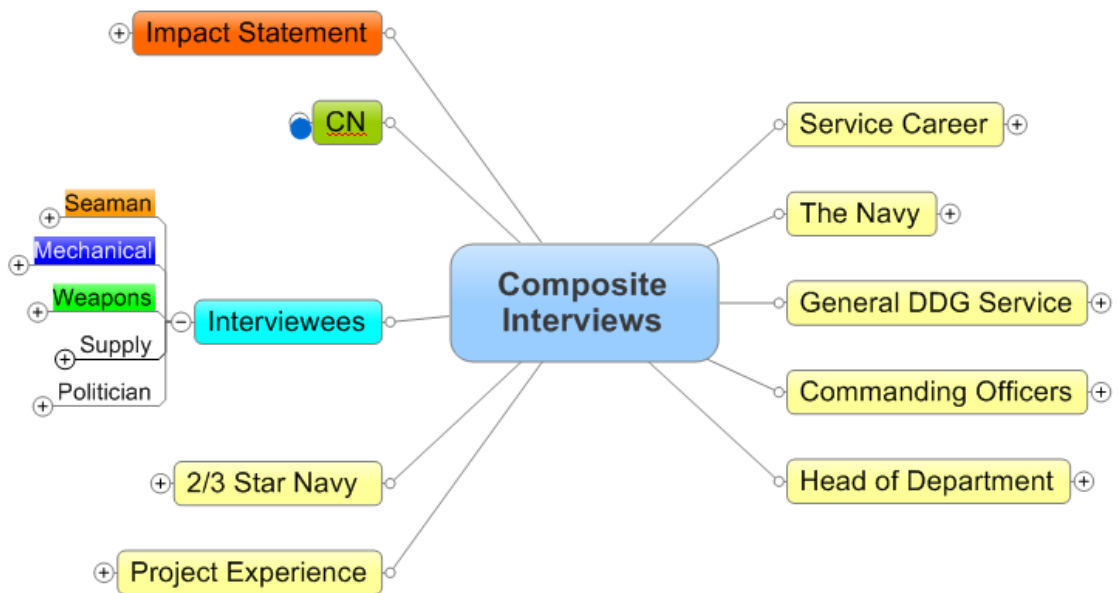 Impact Statement
CN
Seaman
Mechanical
Weapons
Supply
Politician
Interviewees
2/3 Star Navy
Project Experience
Composite
Interviews
Service Career
The Navy
General DDG Service
Commanding Officers
Head of Department